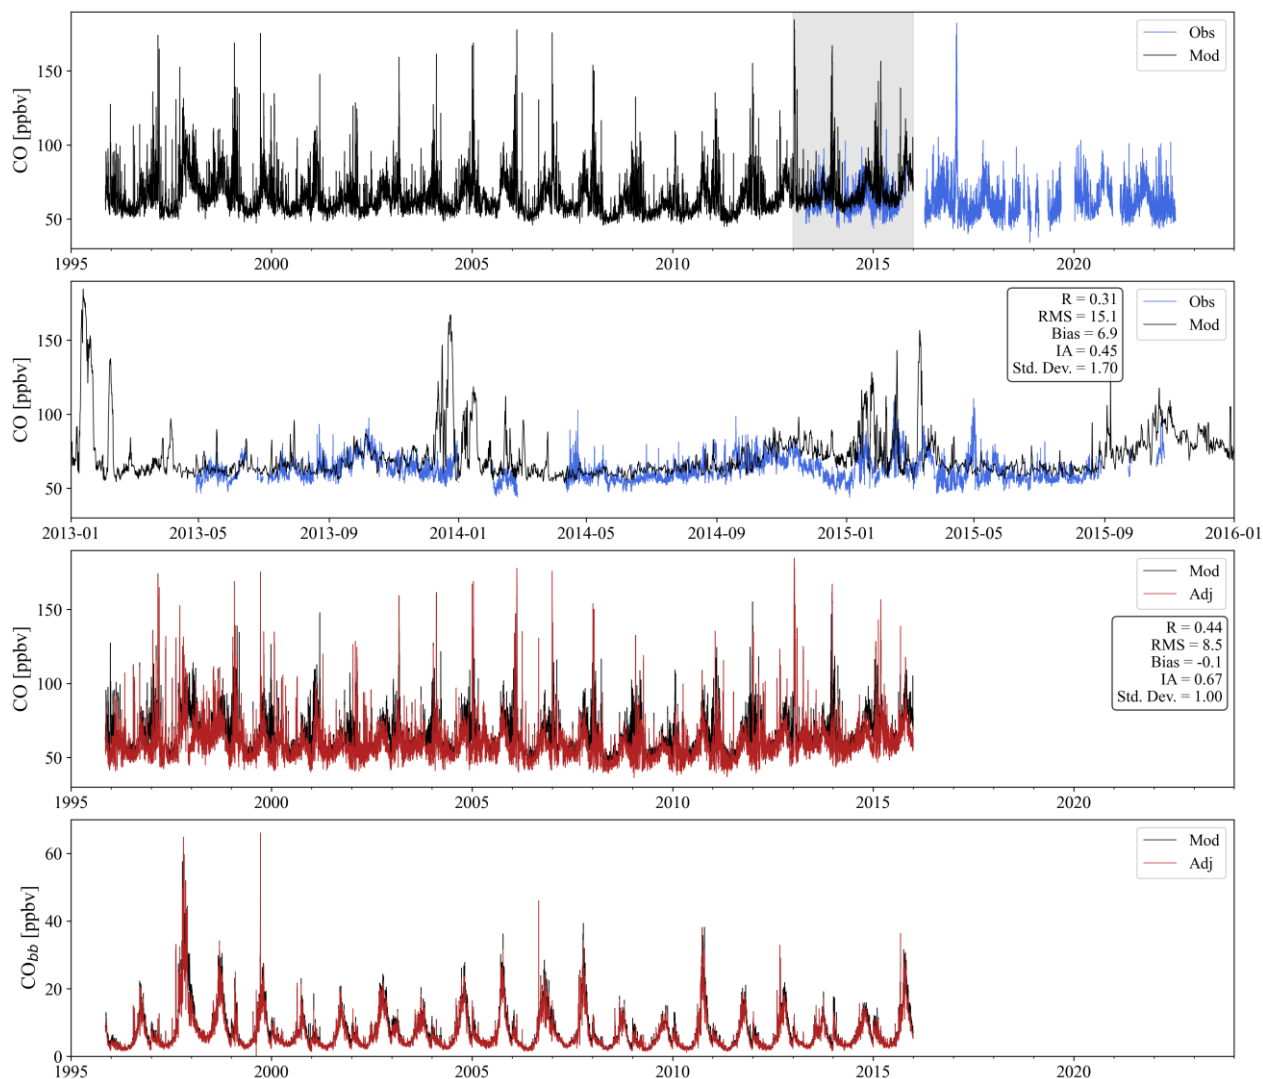 CO [ppbv]
150
100
50
Obs
Mod
1995
2000
2005
2010
2015
2020
CO [ppbv]
150
100
50
R = 0.31
RMS = 15.1
Bias = 6.9
IA = 0.45
Std. Dev. = 1.70
Obs
Mod
2013-01
2013-05
2013-09
2014-01
2014-05
2014-09
2015-01
2015-05
2015-09
2016-01
CO [ppbv]
150
100
50
Mod
Adj
R = 0.44
RMS = 8.5
Bias = -0.1
IA = 0.67
Std. Dev. = 1.00
1995
2000
2005
2010
2015
2020
CO_bb [ppbv]
60
40
20
0
Mod
Adj
1995
2000
2005
2010
2015
2020